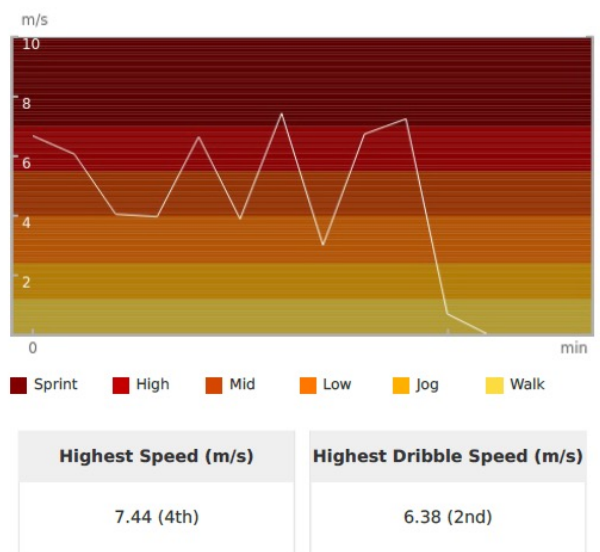 m/s
10
8
6
4
2
0 min
Sprint High Mid Low Jog Walk
Highest Speed (m/s) Highest Dribble Speed (m/s)
7.44 (4th) 6.38 (2nd)